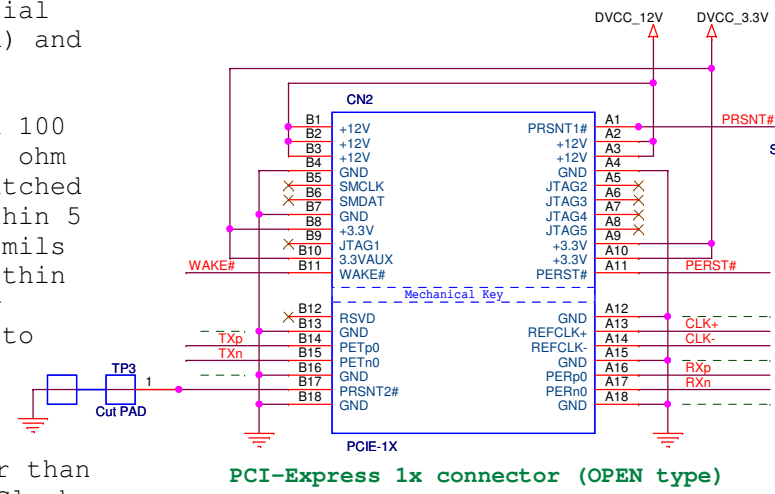 ial
) and
100
ohm
tched
thin 5
mils
thin
to
r than
DVCC_12V
DVCC_3.3V
CN2
B1 +12V PRSNT1# A1 PRSNT#
B2 +12V +12V A2
B3 +12V +12V A3
B4 GND GND A4
B5 SMCLK JTAG2 A5
B6 SMDAT JTAG3 A6
B7 GND JTAG4 A7
B8 +3.3V JTAG5 A8
B9 JTAG1 +3.3V A9
B10 3.3VAUX +3.3V A10
WAKE# B11 WAKE# PERST# A11 PERST#
Mechanical Key
B12 RSVD GND A12
B13 GND REFCLK+ A13 CLK+
TXp B14 PETp0 REFCLK- A14 CLK-
TXn B15 PETn0 GND A15
B16 GND PERp0 A16 RXp
B17 PRSNT2# PERn0 A17 RXn
B18 GND GND A18
TP3
1
Cut PAD
PCIE-1X
PCI-Express 1x connector (OPEN type)